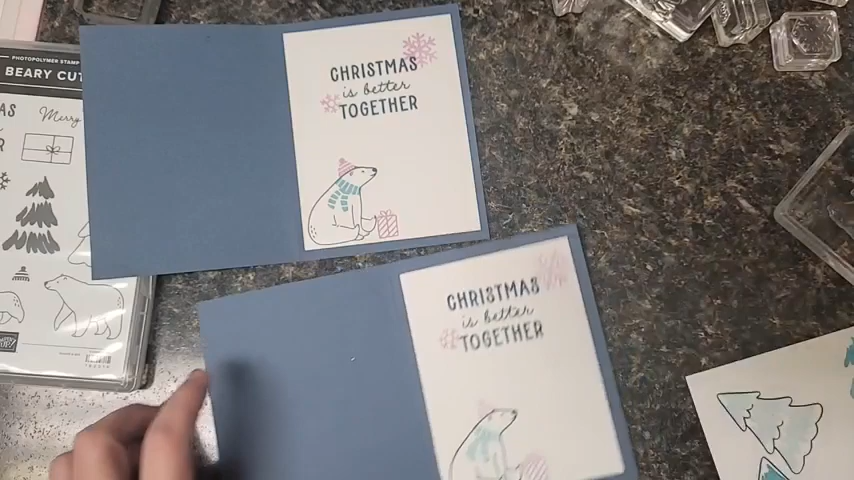 PHOTOPOLYMER STAMP
BEARY CUT
Merry
CHRISTMAS
is better
TOGETHER
CHRISTMAS
is better
TOGETHER